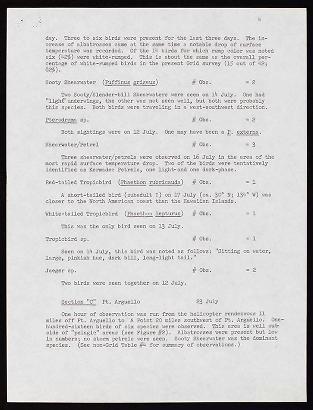 day. Three to six birds were present for the last three days. The in-
crease of albatrosses came at the same time a notable drop of surface
temperature was recorded. Of the 14 birds for which rump color was noted
six (42%) were white-rumped. This is about the same as the overall per-
centage of white-rumped birds in the present Grid survey (15 out of
Sooty Shearwater (Puffinus griseus) # Obs. = 2
Two Sooty/Slender-bill Shearwaters were seen on 14 July. One had
"light" underwings, the other was not seen well, but both were probably
this species. Both birds were traveling in a west-southwest direction.
Pterodroma sp. # Obs. = 2
Both sightings were on 12 July. One may have been a P. externa.
Shearwater/Petrel # Obs. = 3
Three shearwater/petrels were observed on 16 July in the area of the
most rapid surface temperature drop. Two of the birds were tentatively
identified as Kermadec Petrels, one light-and one dark-phase.
Red-tailed Tropicbird (Phaethon rubricauda) # Obs. = 1
A short-tailed bird (subadult ?) on 17 July (ca. 30° N; 134° W) was
closer to the North American coast than the Hawaiian Islands.
White-tailed Tropicbird (Phaethon lepturus) # Obs. = 1
This was the only bird seen on 13 July
Tropicbird sp. # Obs. = 1
Seen on 14 July, this bird was noted as follows: "Sitting on water,
large, pinkish hue, dark bill, long-light tail."
Jaeger sp. # Obs. = 2
Two birds were seen together on 12 July.
Section "C" Pt. Arguello 23 July
One hour of observation was run from the helicopter rendezvous 11
miles off Pt. Arguello to A Point 20 miles southwest of Pt. Arguello. One-
hundred-sixteen birds of six species were observed. This area is well out-
side of "pelagic" areas (see Figure #2). Albatrosses were present but low
in numbers; no storm petrels were seen. Sooty Shearwater was the dominant
species. (See non-Grid Table #4 for summary of observations.)